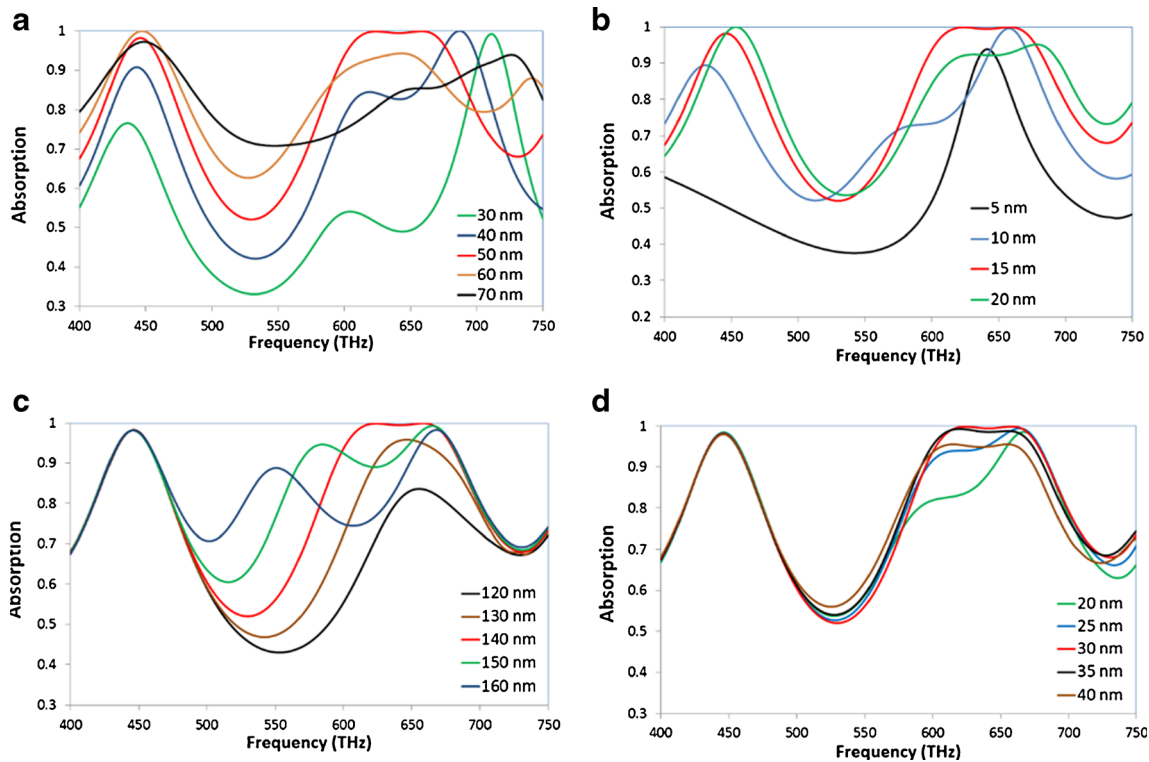 a
1
0.9
0.8
0.7
0.6
0.5
0.4
0.3
Absorption
400 450 500 550 600 650 700 750
Frequency (THz)
30 nm
40 nm
50 nm
60 nm
70 nm
b
1
0.9
0.8
0.7
0.6
0.5
0.4
0.3
0.2
Absorption
400 450 500 550 600 650 700 750
Frequency (THz)
5 nm
10 nm
15 nm
20 nm
c
1
0.9
0.8
0.7
0.6
0.5
0.4
0.3
Absorption
400 450 500 550 600 650 700 750
Frequency (THz)
120 nm
130 nm
140 nm
150 nm
160 nm
d
1
0.9
0.8
0.7
0.6
0.5
0.4
0.3
Absorption
400 450 500 550 600 650 700 750
Frequency (THz)
20 nm
25 nm
30 nm
35 nm
40 nm